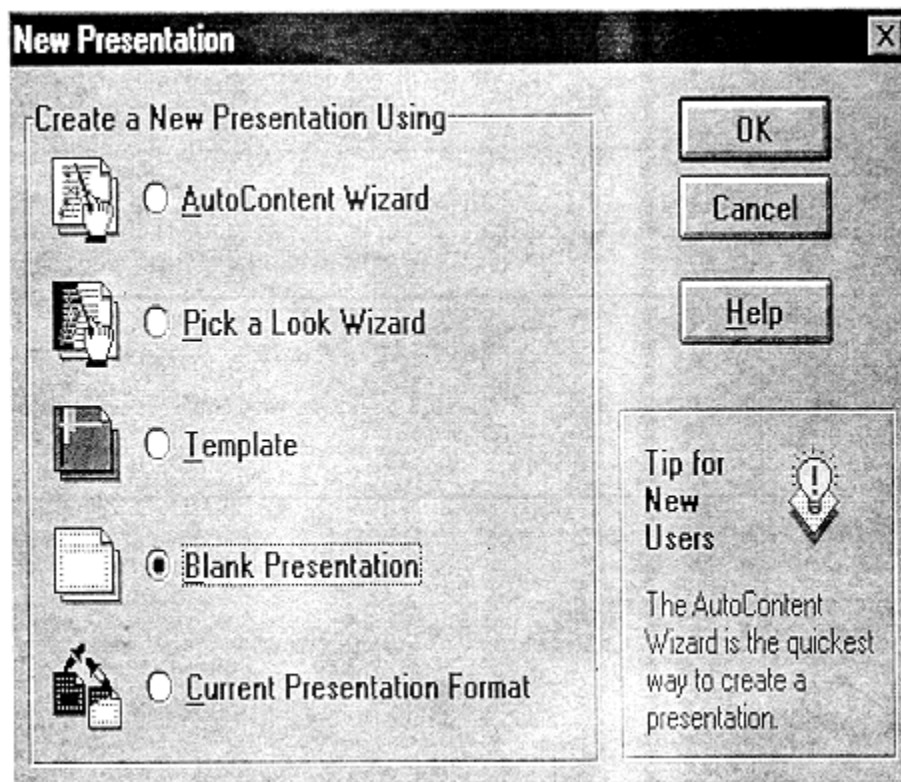 New Presentation
X
Create a New Presentation Using
AutoContent Wizard
Pick a Look Wizard
Template
Blank Presentation
Current Presentation Format
OK
Cancel
Help
Tip for
New
Users
The AutoContent
Wizard is the quickest
way to create a
presentation.